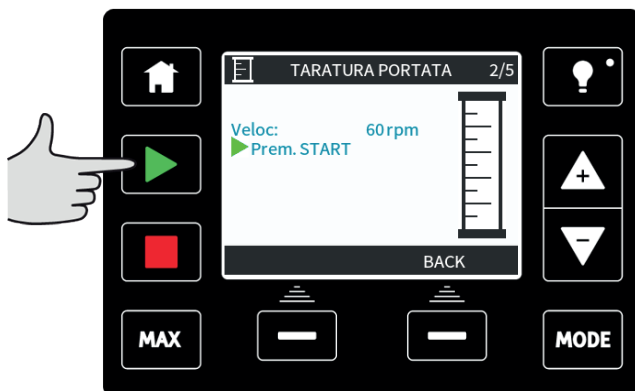 TARATURA PORTATA 2/5
Veloc: 60 rpm
Prem. START
BACK
MAX
MODE